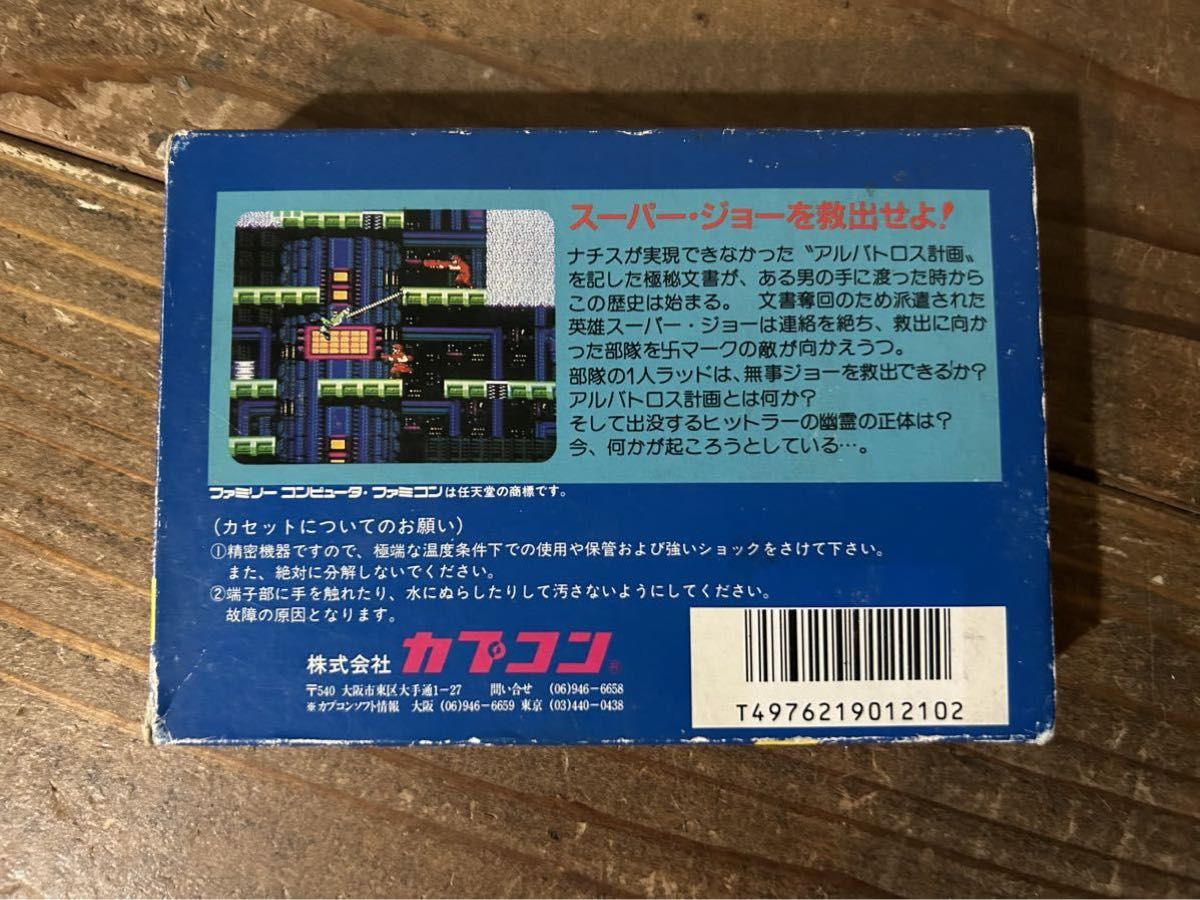 スーパー・ジョーを救出せよ!
ナチスが実現できなかった〝アルバトロス計画〟
を記した極秘文書が、ある男の手に渡った時から
この歴史は始まる。 文書奪回のため派遣された
英雄スーパー・ジョーは連絡を絶ち、救出に向か
った部隊を卐マークの敵が向かえうつ。
部隊の1人ラッドは、無事ジョーを救出できるか?
アルバトロス計画とは何か?
そして出没するヒットラーの幽霊の正体は?
今、何かが起ころうとしている…。
ファミリーコンピュータ・ファミコンは任天堂の商標です。
(カセットについてのお願い)
①精密機器ですので、極端な温度条件下での使用や保管および強いショックをさけて下さい。
また、絶対に分解しないでください。
②端子部に手を触れたり、水にぬらしたりして汚さないようにしてください。
故障の原因となります。
株式会社 カプコン®
〒540 大阪市東区大手通1-27 問い合せ (06)946-6658
※カプコンソフト情報 大阪 (06)946-6659 東京 (03)440-0438
T4976219012102